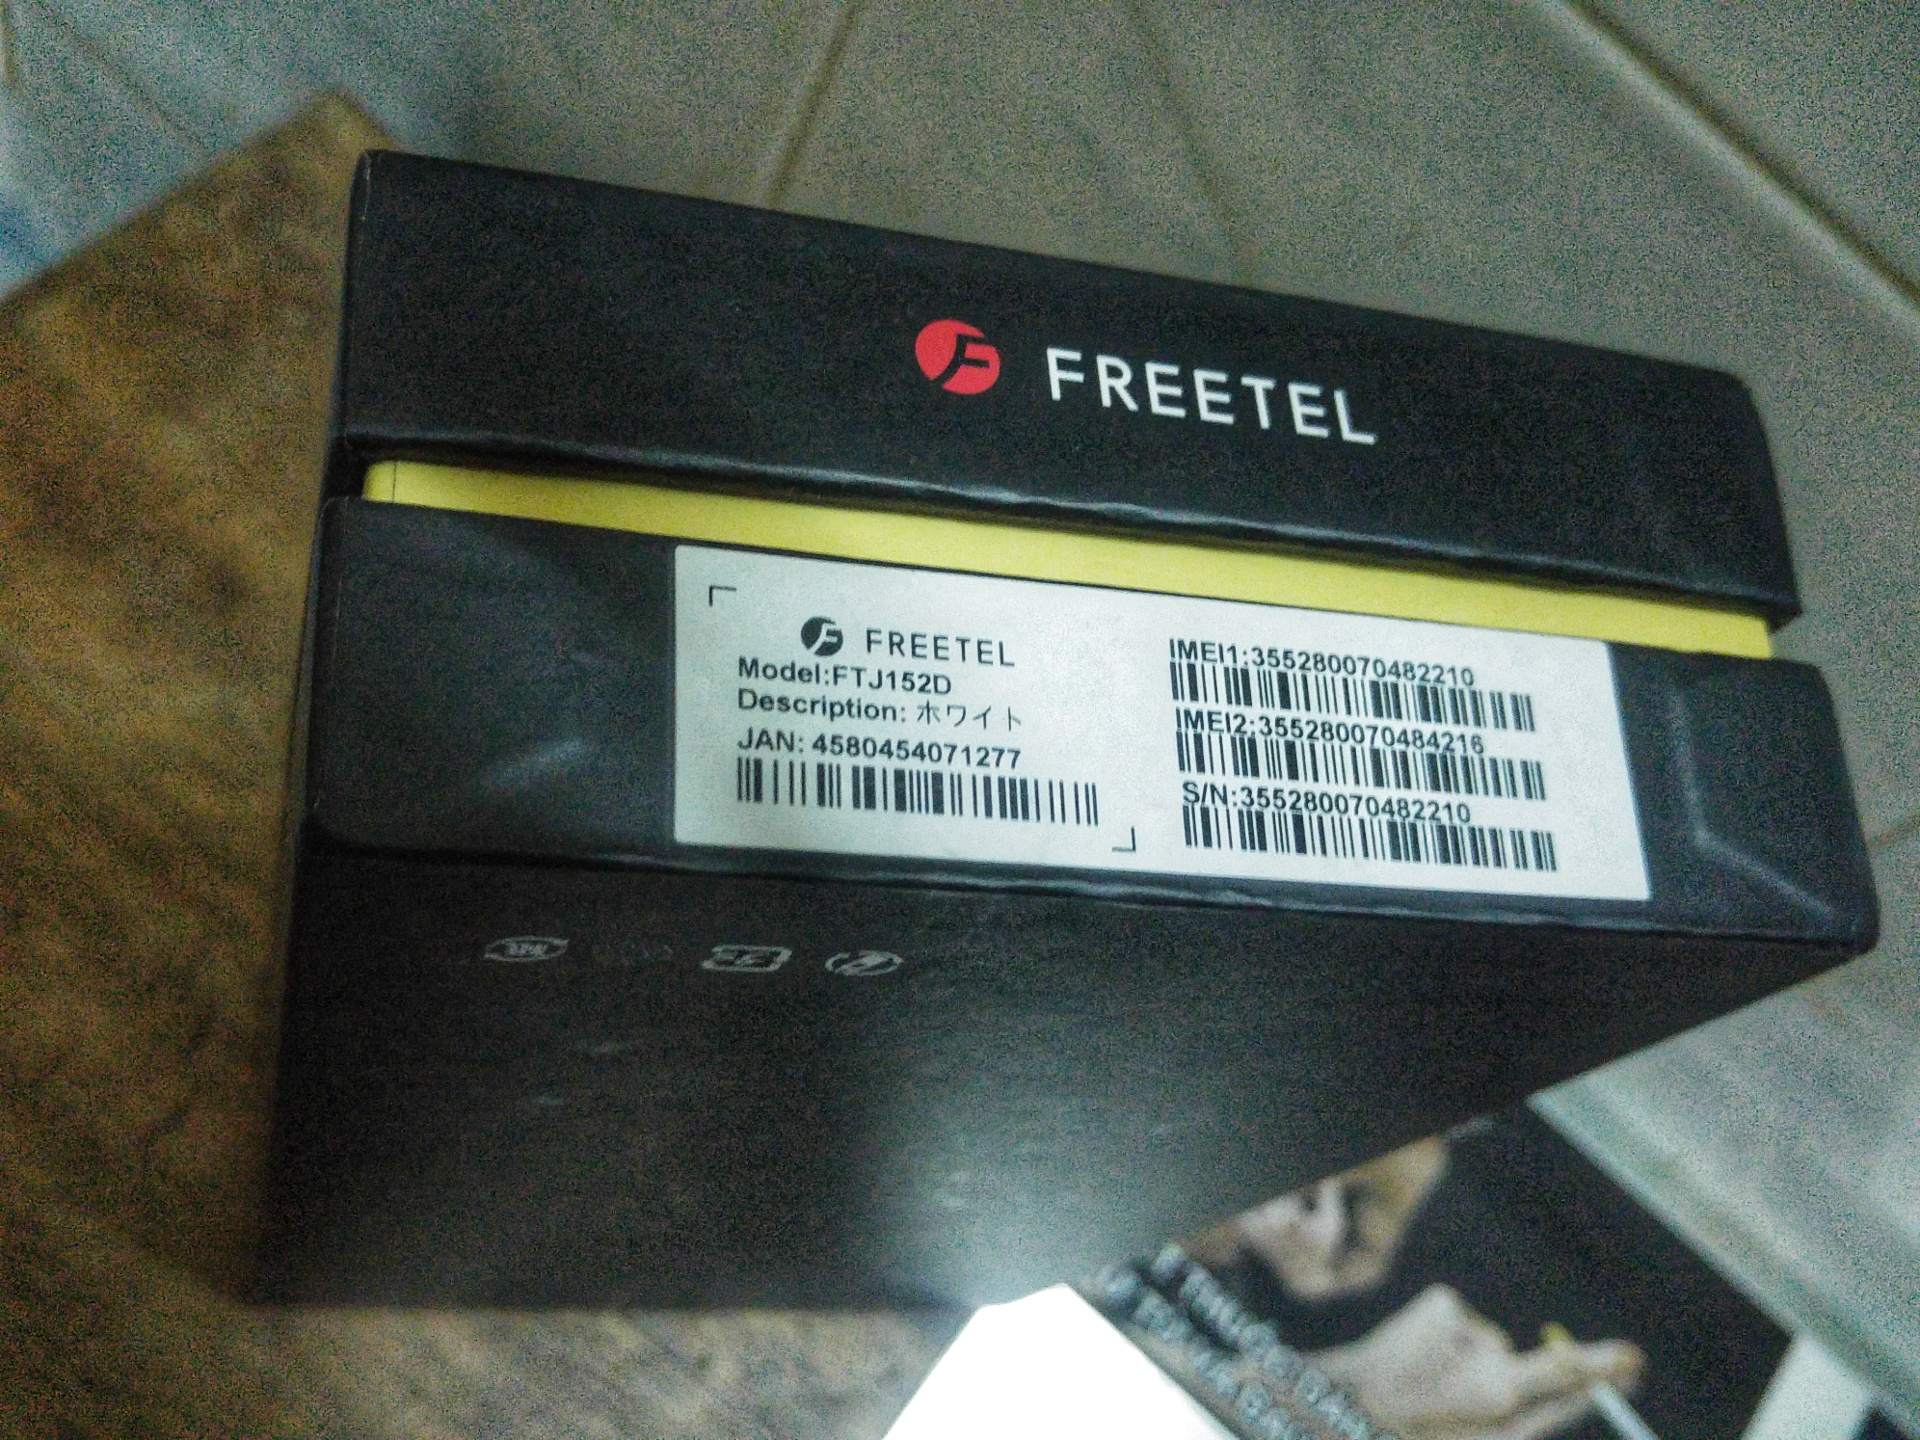 FREETEL
FREETEL
Model:FTJ152D
Description: ホワイト
JAN: 4580454071277
IMEI1:355280070482210
IMEI2:355280070484216
S/N:355280070482210